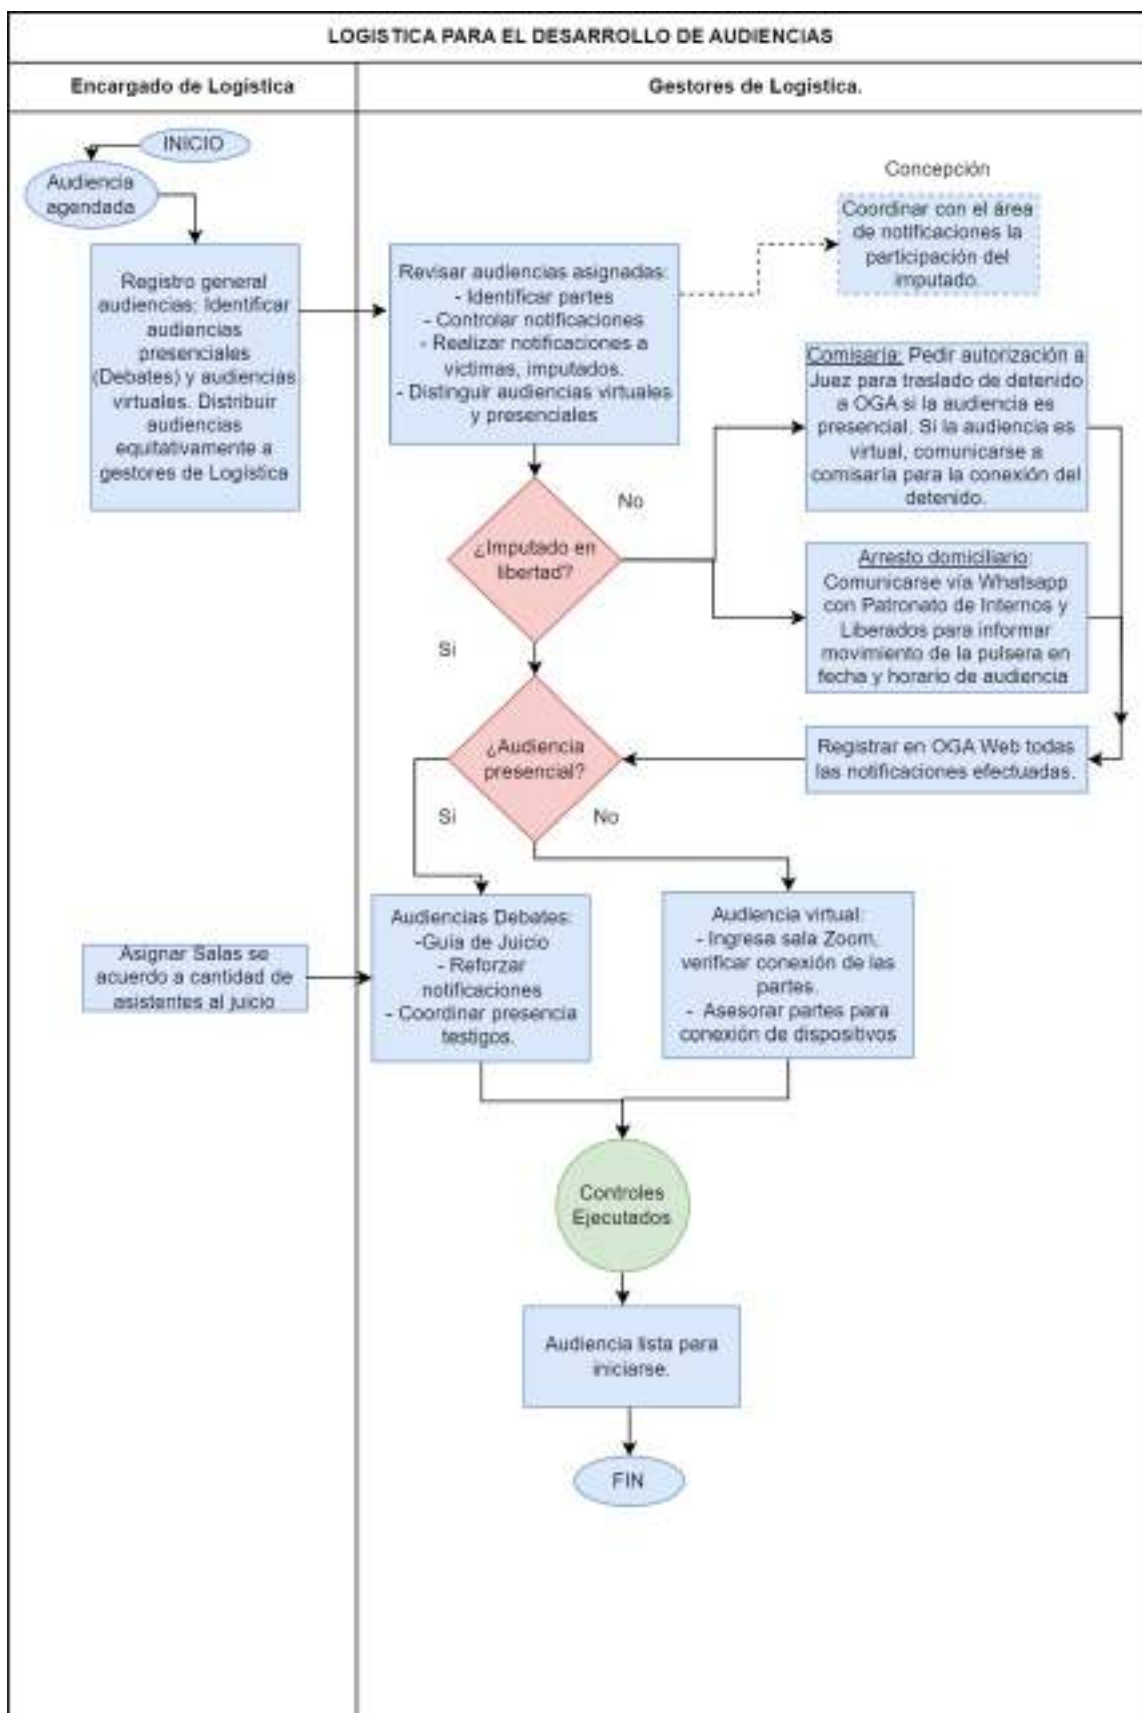 LOGISTICA PARA EL DESARROLLO DE AUDIENCIAS
Encargado de Logística
Gestores de Logística.
INICIO
Audiencia
agendada
Registro general
audiencias: Identificar
audiencias
presenciales
(Debates) y audiencias
virtuales. Distribuir
audiencias
equitativamente a
gestores de Logística
Revisar audiencias asignadas:
- Identificar partes
- Controlar notificaciones
- Realizar notificaciones a
víctimas, imputados.
- Distinguir audiencias virtuales
y presenciales
Concepción
Coordinar con el área
de notificaciones la
participación del
imputado.
Comisaría: Pedir autorización a
Juez para traslado de detenido
a OGA si la audiencia es
presencial. Si la audiencia es
virtual, comunicarse a
comisaría para la conexión del
detenido.
No
¿Imputado en
libertad?
Arresto domiciliario:
Comunicarse vía Whatsapp
con Patronato de Internos y
Liberados para informar
movimiento de la pulsera en
fecha y horario de audiencia
Si
¿Audiencia
presencial?
Registrar en OGA Web todas
las notificaciones efectuadas.
Si
No
Asignar Salas se
acuerdo a cantidad de
asistentes al juicio
Audiencias Debates:
-Guía de Juicio
- Reforzar
notificaciones
- Coordinar presencia
testigos.
Audiencia virtual:
- Ingresa sala Zoom,
verificar conexión de las
partes.
- Asesorar partes para
conexión de dispositivos
Controles
Ejecutados
Audiencia lista para
iniciarse.
FIN